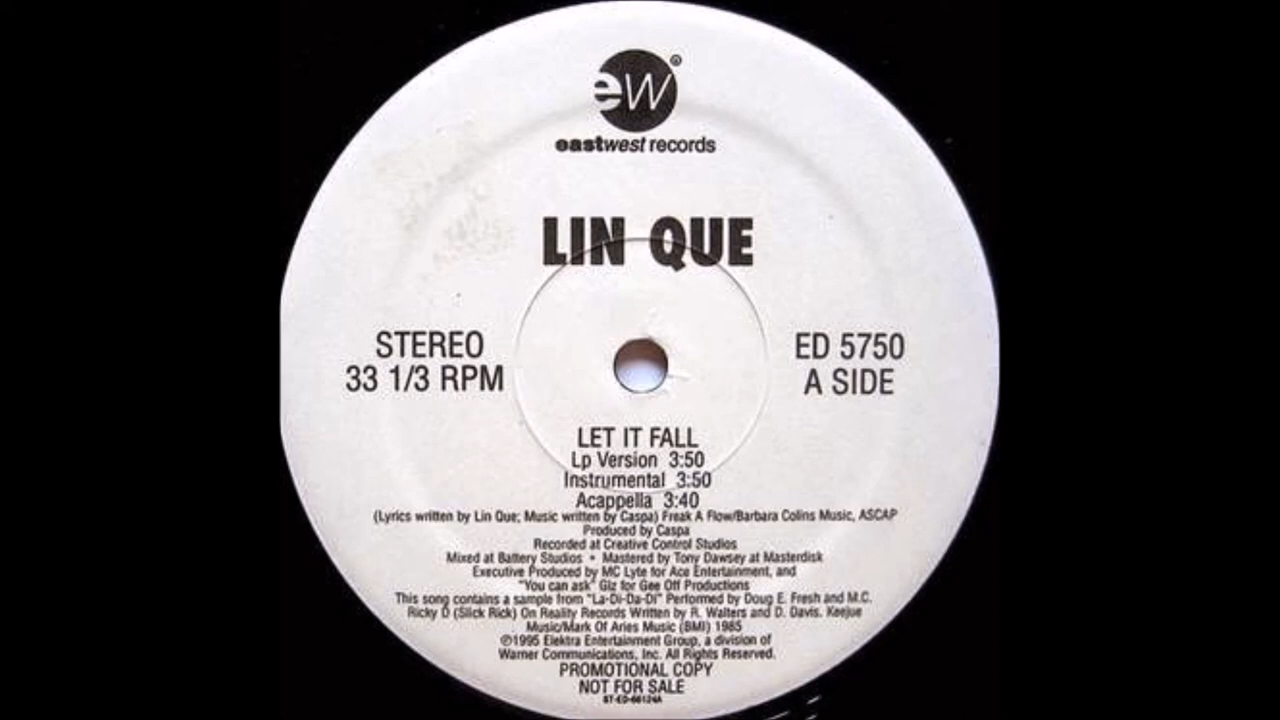 ew®
eastwest records
LIN QUE
STEREO
33 1/3 RPM
ED 5750
A SIDE
LET IT FALL
Lp Version 3:50
Instrumental 3:50
Acappella 3:40
(Lyrics written by Lin Que; Music written by Caspa) Freak A Flow/Barbara Colins Music, ASCAP
Produced by Caspa
Recorded at Creative Control Studios
Mixed at Battery Studios • Mastered by Tony Dawsey at Masterdisk
Executive Produced by MC Lyte for Ace Entertainment, and
"You can ask" Giz for Gee Off Productions
This song contains a sample from "La-Di-Da-Di" Performed by Doug E. Fresh and M.C.
Ricky D (Slick Rick) On Reality Records Written by R. Walters and D. Davis. Keejue
Music/Mark Of Aries Music (BMI) 1985
℗1995 Elektra Entertainment Group, a division of
Warner Communications, Inc. All Rights Reserved.
PROMOTIONAL COPY
NOT FOR SALE
ST-ED-66124A